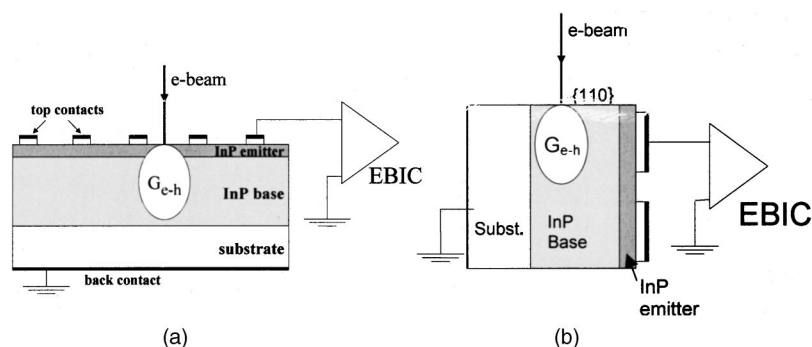 e-beam
top contacts
InP emitter
G e-h
InP base
EBIC
substrate
back contact
(a)
e-beam
{110}
G e-h
Subst.
InP
Base
EBIC
InP
emitter
(b)